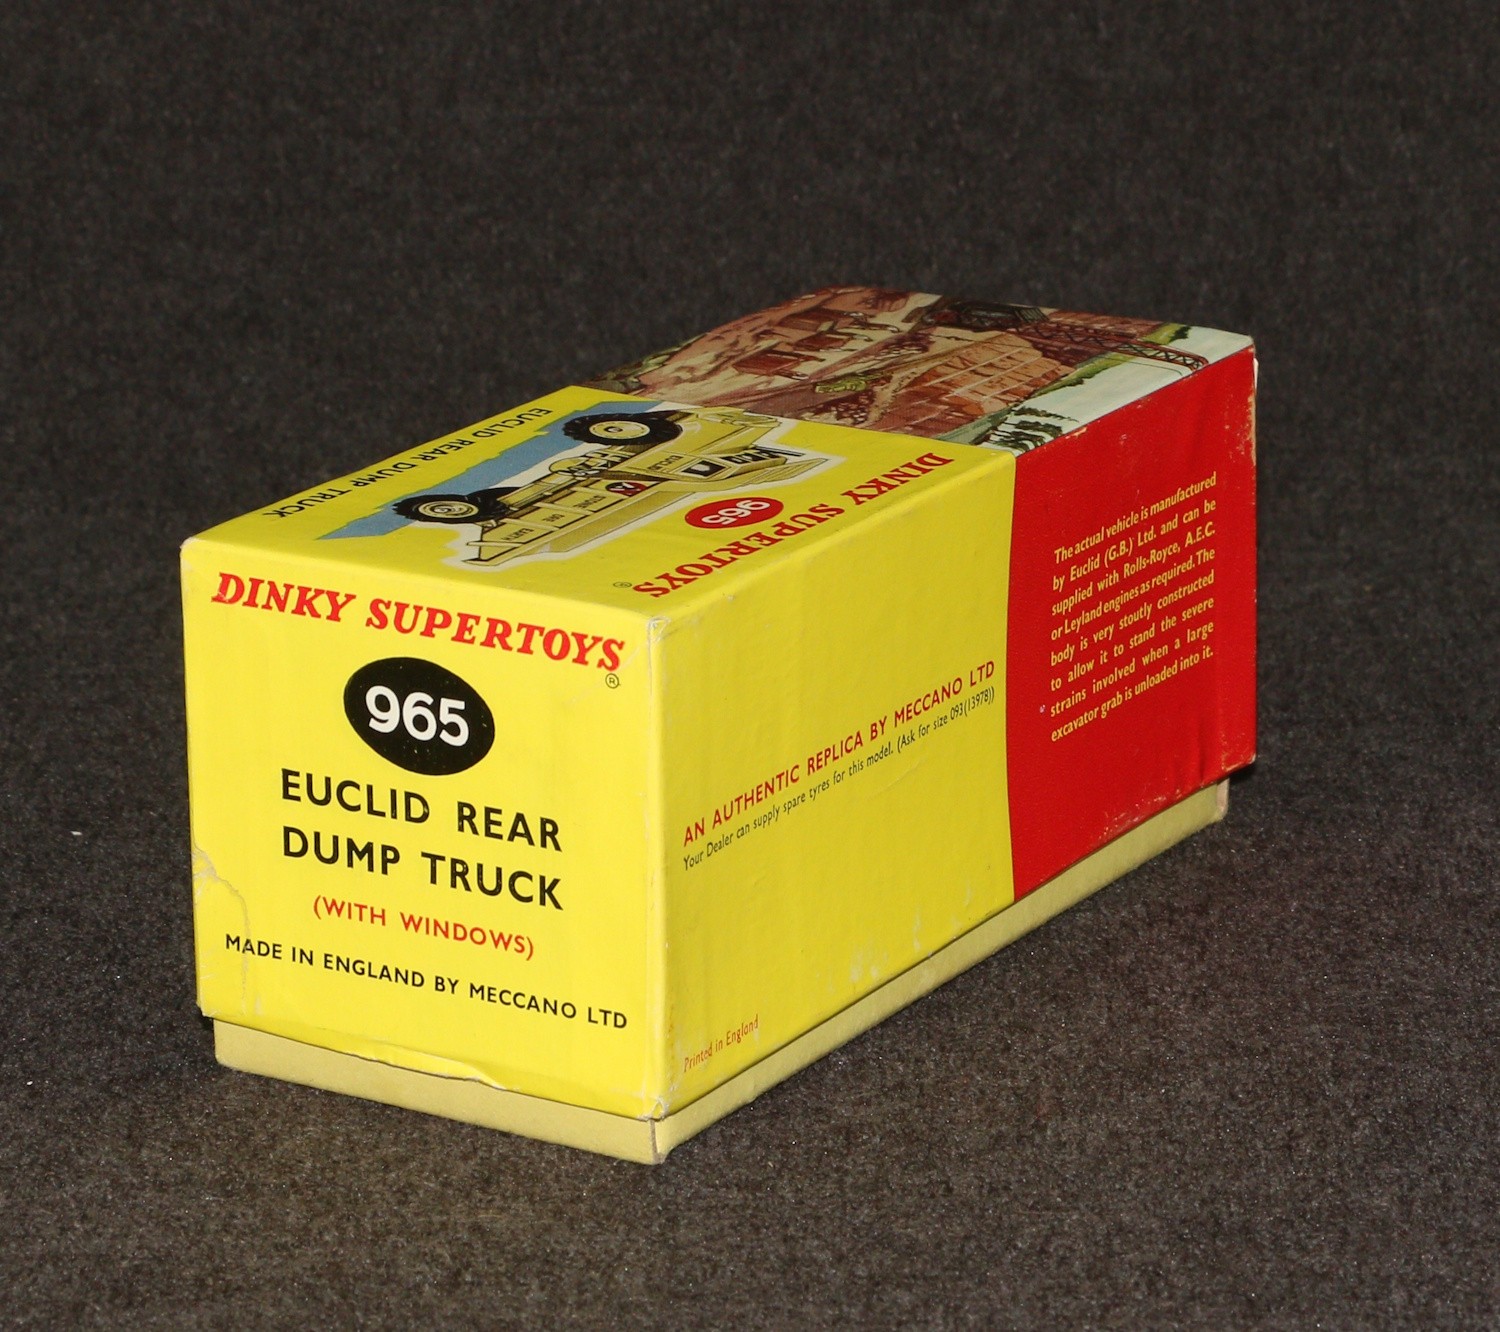 DINKY SUPERTOYS
®
965
EUCLID REAR
DUMP TRUCK
(WITH WINDOWS)
MADE IN ENGLAND BY MECCANO LTD
EUCLID REAR DUMP TRUCK
965
DINKY SUPERTOYS
®
AN AUTHENTIC REPLICA BY MECCANO LTD
Your Dealer can supply spare tyres for this model. (Ask for size 093(13978))
Printed in England
The actual vehicle is manufactured
by Euclid (G.B.) Ltd. and can be
supplied with Rolls-Royce, A.E.C.
or Leyland engines as required. The
body is very stoutly constructed
to allow it to stand the severe
strains involved when a large
excavator grab is unloaded into it.